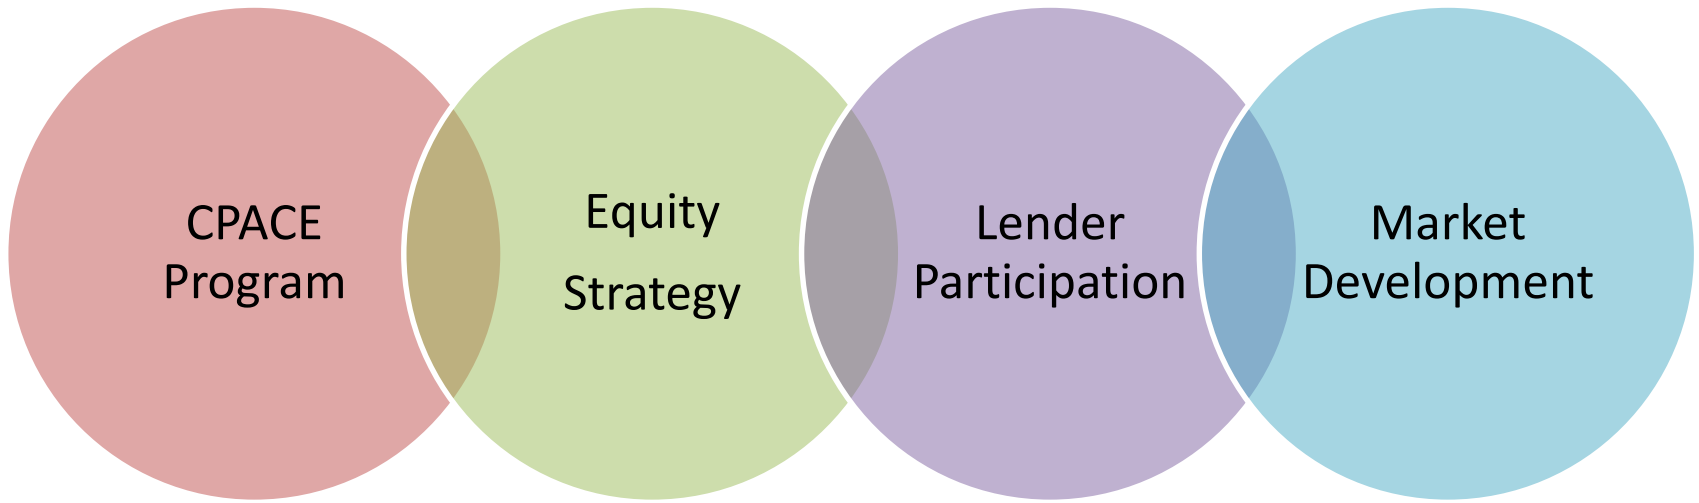 CPACE
Program
Equity
Strategy
Lender
Participation
Market
Development